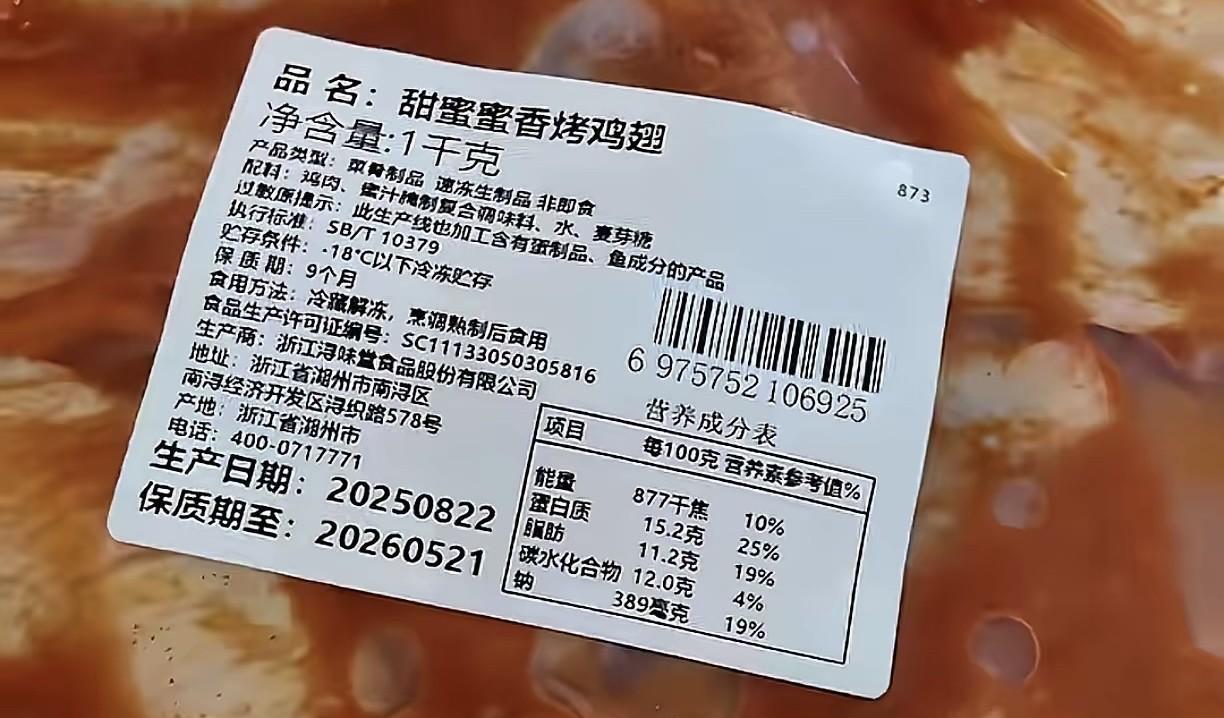 品 名：甜蜜蜜香烤鸡翅
净含量:1千克
873
产品类型：菜肴制品 速冻生制品 非即食
配料：鸡肉、蜜汁腌制复合调味料、水、麦芽糖
过敏原提示：此生产线也加工含有蛋制品、鱼成分的产品
执行标准：SB/T 10379
贮存条件：-18°C以下冷冻贮存
保 质 期：9个月
食用方法：冷藏解冻，烹调熟制后食用
食品生产许可证编号：SC11133050305816
生产商：浙江浔味堂食品股份有限公司
地址：浙江省湖州市南浔区
南浔经济开发区浔织路578号
产地：浙江省湖州市
电话：400-0717771
生产日期：20250822
保质期至：20260521
6 975752 106925
营养成分表
项目 每100克 营养素参考值%
能量 877千焦 10%
蛋白质 15.2克 25%
脂肪 11.2克 19%
碳水化合物 12.0克 4%
钠 389毫克 19%